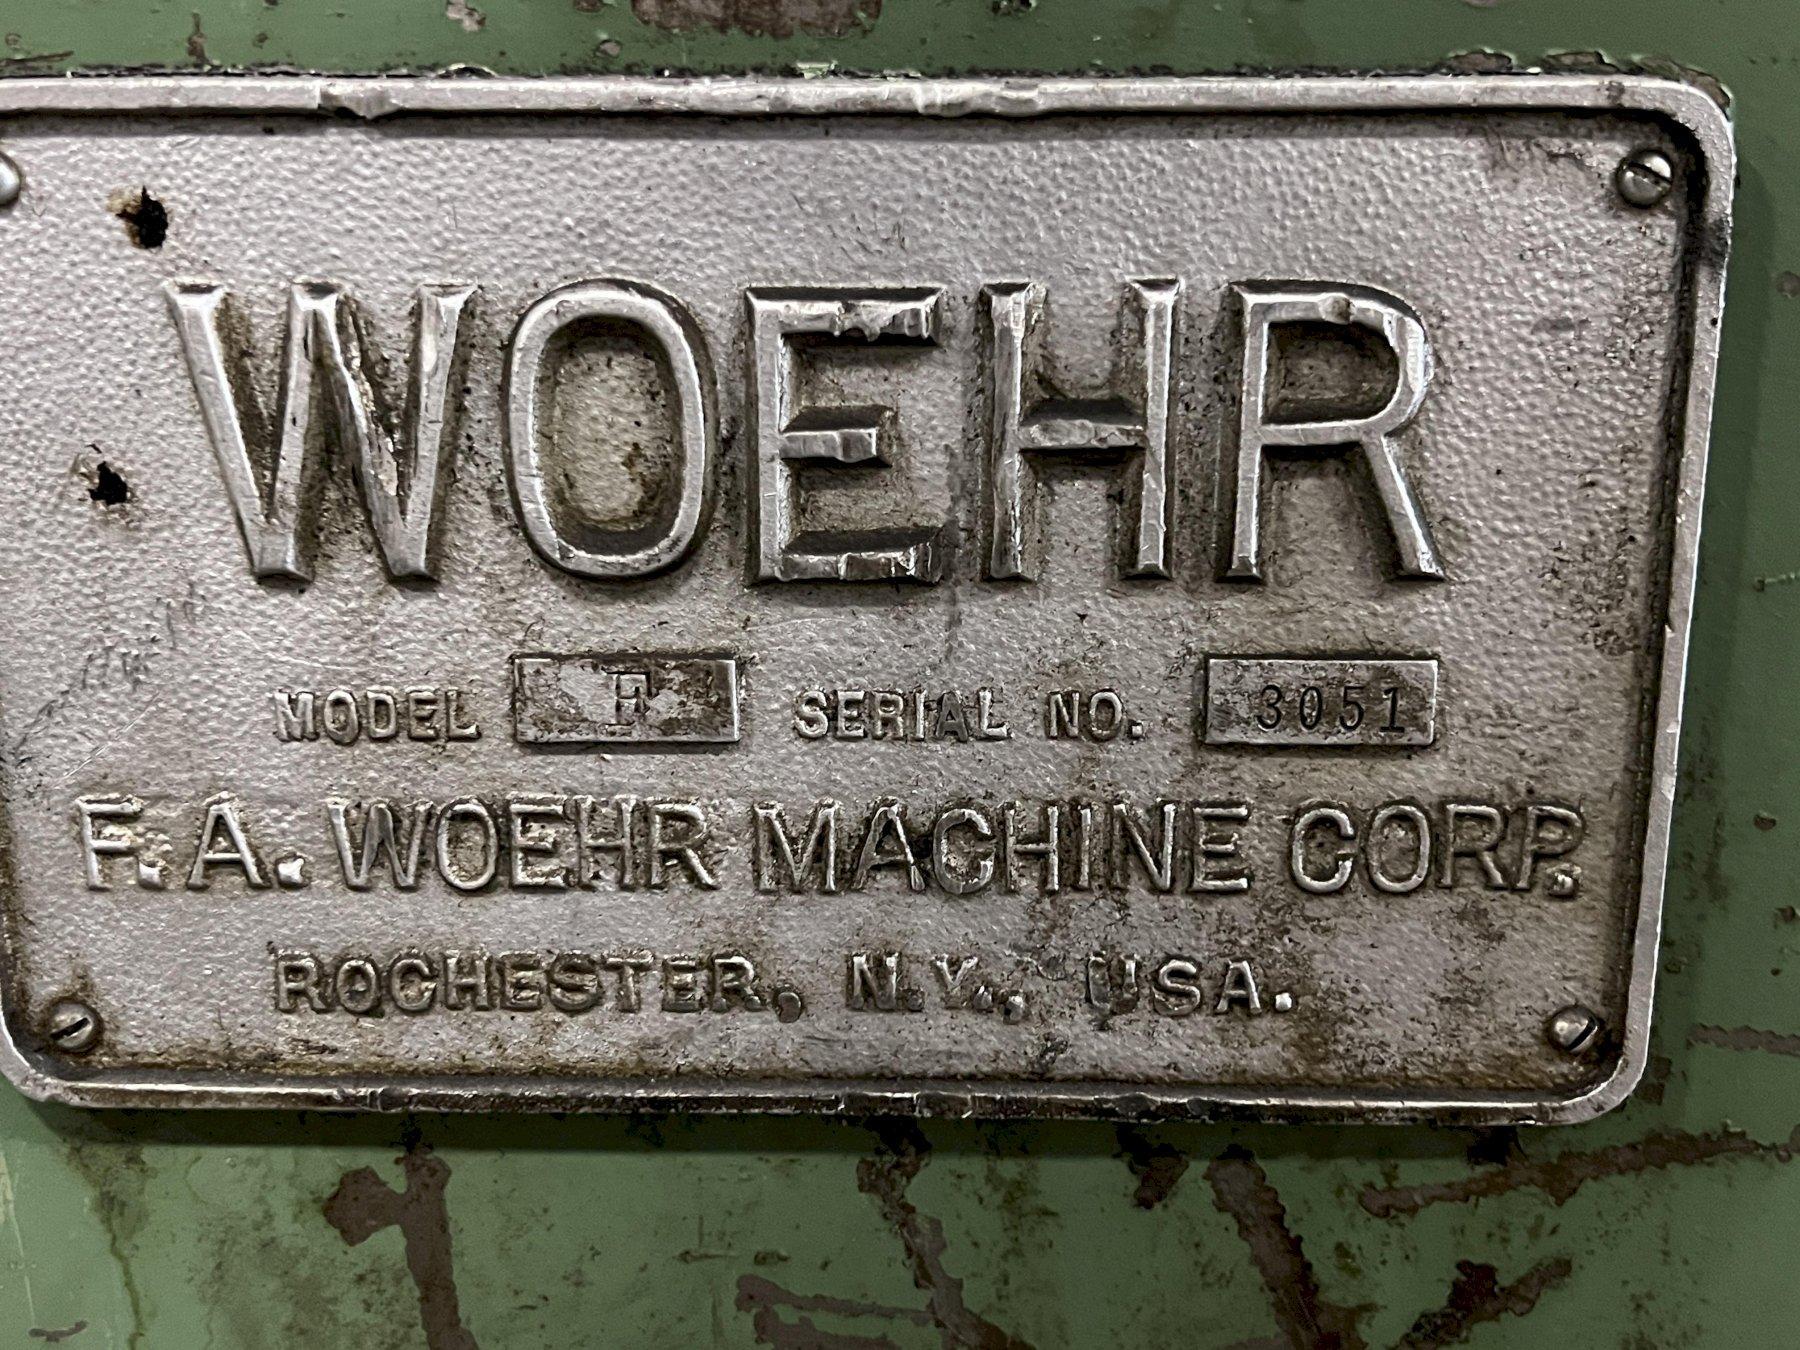 WOEHR
MODEL F SERIAL NO. 3051
F. A. WOEHR MACHINE CORP.
ROCHESTER, N.Y., USA.